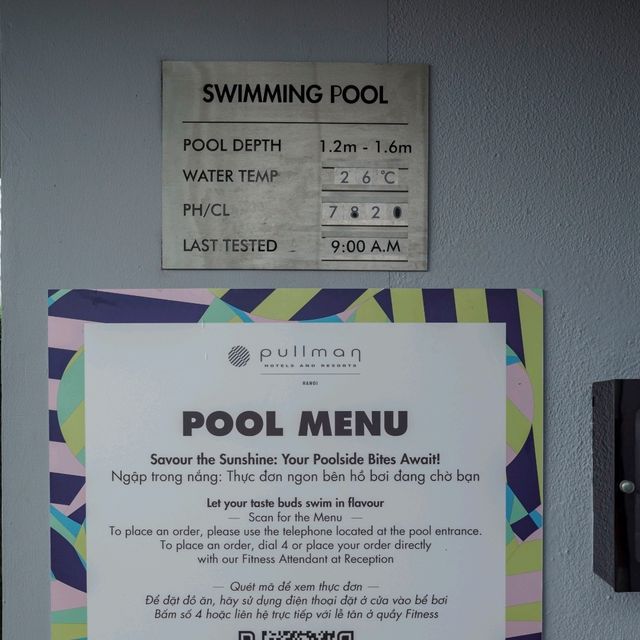 SWIMMING POOL
POOL DEPTH 1.2m - 1.6m
WATER TEMP 2 6 °C
PH/CL 7 8 2 0
LAST TESTED 9:00 A.M
pullman
HOTELS AND RESORTS
HANOI
POOL MENU
Savour the Sunshine: Your Poolside Bites Await!
Ngập trong nắng: Thực đơn ngon bên hồ bơi đang chờ bạn
Let your taste buds swim in flavour
— Scan for the Menu —
To place an order, please use the telephone located at the pool entrance.
To place an order, dial 4 or place your order directly
with our Fitness Attendant at Reception
— Quét mã để xem thực đơn —
Để đặt đồ ăn, hãy sử dụng điện thoại đặt ở cửa vào bể bơi
Bấm số 4 hoặc liên hệ trực tiếp với lễ tân ở quầy Fitness